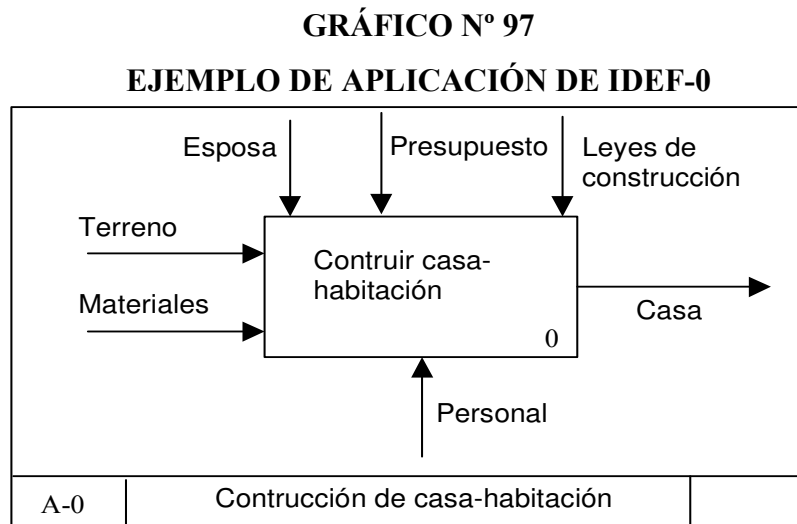 GRÁFICO Nº 97
EJEMPLO DE APLICACIÓN DE IDEF-0
Esposa
Presupuesto
Leyes de
construcción
Terreno
Contruir casa-
habitación
Materiales
Casa
0
Personal
A-0
Contrucción de casa-habitación